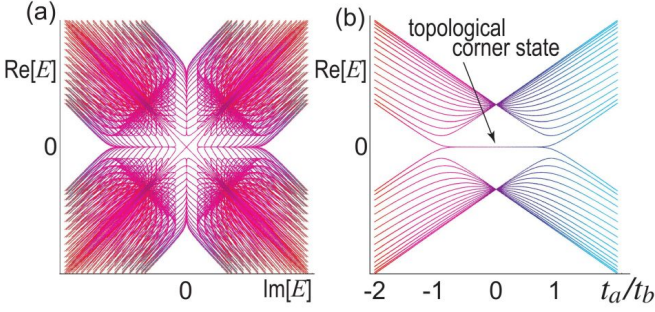 (a)
Re[E]
0
0
Im[E]
(b)
topological
corner state
Re[E]
0
-2
-1
0
1
t_a/t_b